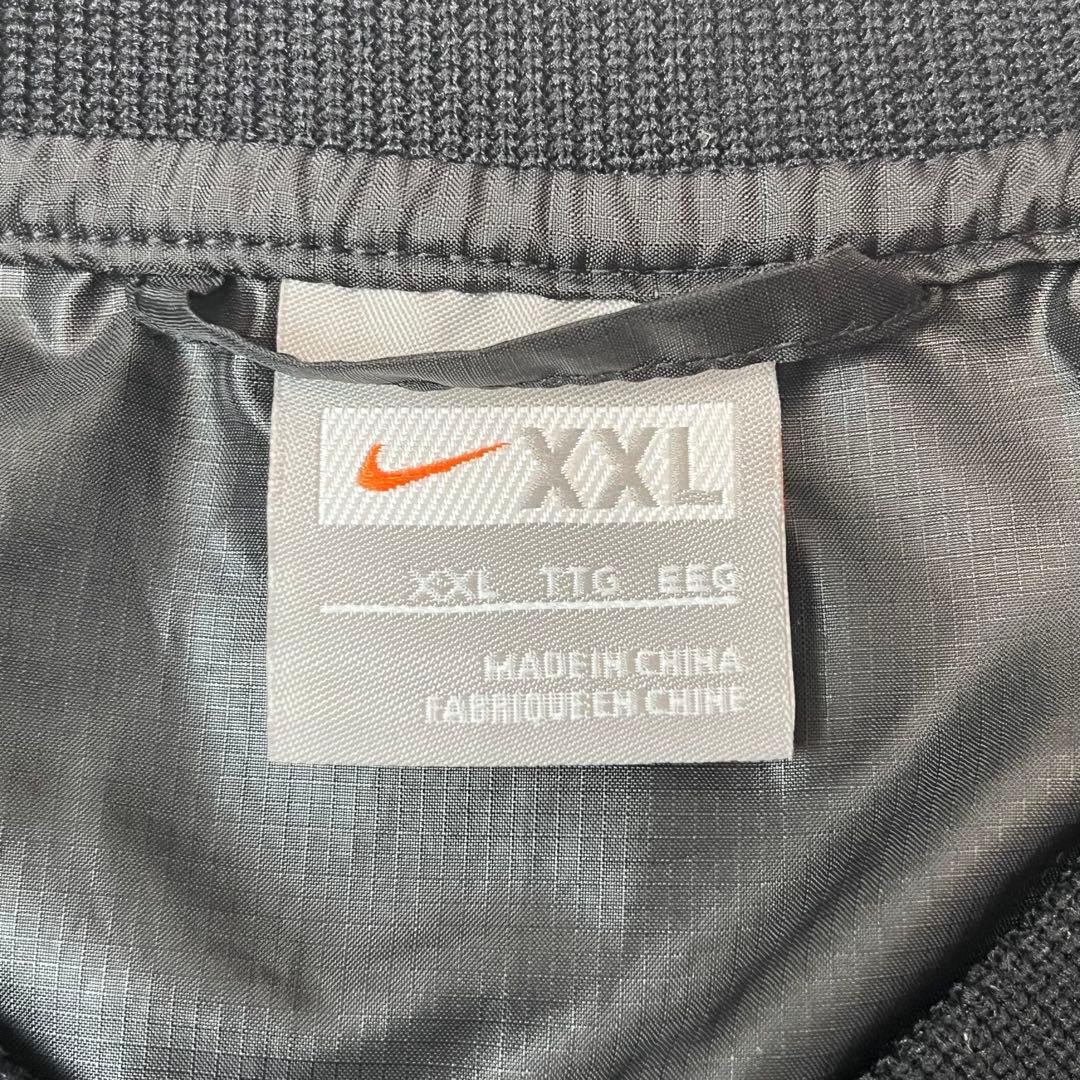 XXL
XXL TTG EEG
MADE IN CHINA
FABRIQUE EN CHINE